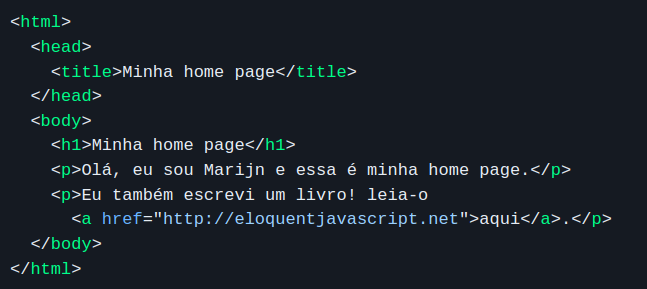 <html>
<head>
<title>Minha home page</title>
</head>
<body>
<h1>Minha home page</h1>
<p>Olá, eu sou Marijn e essa é minha home page.</p>
<p>Eu também escrevi um livro! leia-o
<a href="http://eloquentjavascript.net">aqui</a>.</p>
</body>
</html>